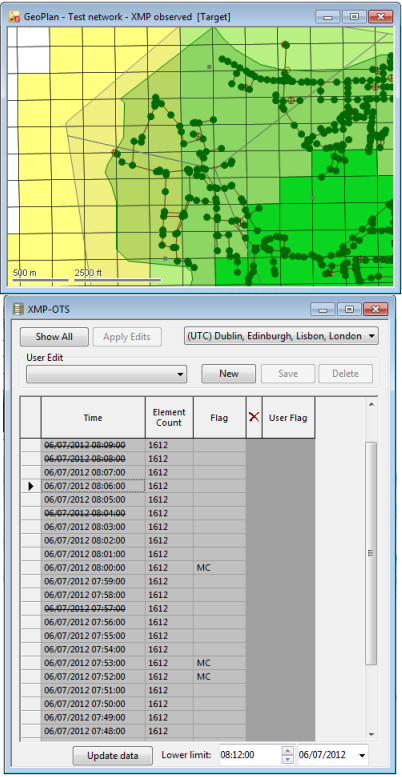 GeoPlan - Test network - XMP observed [Target]
500 m 2500 ft
XMP-OTS
Show All Apply Edits (UTC) Dublin, Edinburgh, Lisbon, London
User Edit
New Save Delete
Time Element Count Flag User Flag
06/07/2012 08:09:00 1612
06/07/2012 08:08:00 1612
06/07/2012 08:07:00 1612
06/07/2012 08:06:00 1612
06/07/2012 08:05:00 1612
06/07/2012 08:04:00 1612
06/07/2012 08:03:00 1612
06/07/2012 08:02:00 1612
06/07/2012 08:01:00 1612
06/07/2012 08:00:00 1612 MC
06/07/2012 07:59:00 1612
06/07/2012 07:58:00 1612
06/07/2012 07:57:00 1612
06/07/2012 07:56:00 1612
06/07/2012 07:55:00 1612
06/07/2012 07:54:00 1612
06/07/2012 07:53:00 1612 MC
06/07/2012 07:52:00 1612 MC
06/07/2012 07:51:00 1612
06/07/2012 07:50:00 1612
06/07/2012 07:49:00 1612
06/07/2012 07:48:00 1612
Update data Lower limit: 08:12:00 06/07/2012